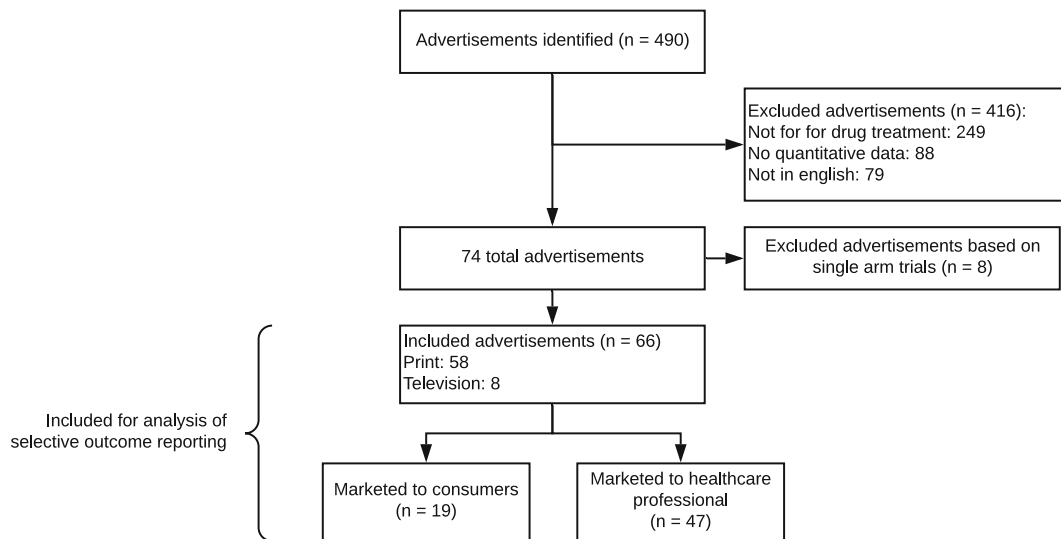 Advertisements identified (n = 490)
Excluded advertisements (n = 416):
Not for for drug treatment: 249
No quantitative data: 88
Not in english: 79
74 total advertisements
Excluded advertisements based on
single arm trials (n = 8)
Included advertisements (n = 66)
Print: 58
Television: 8
Included for analysis of
selective outcome reporting
Marketed to consumers
(n = 19)
Marketed to healthcare
professional
(n = 47)